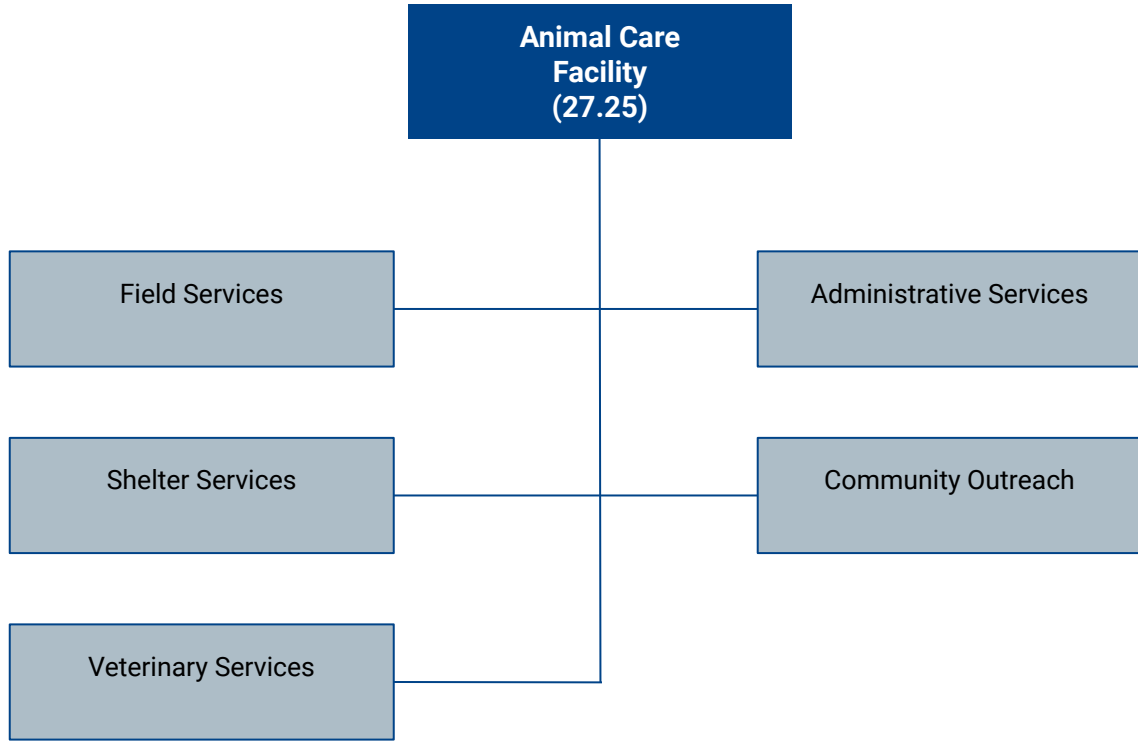 Animal Care
Facility
(27.25)
Field Services
Administrative Services
Shelter Services
Community Outreach
Veterinary Services